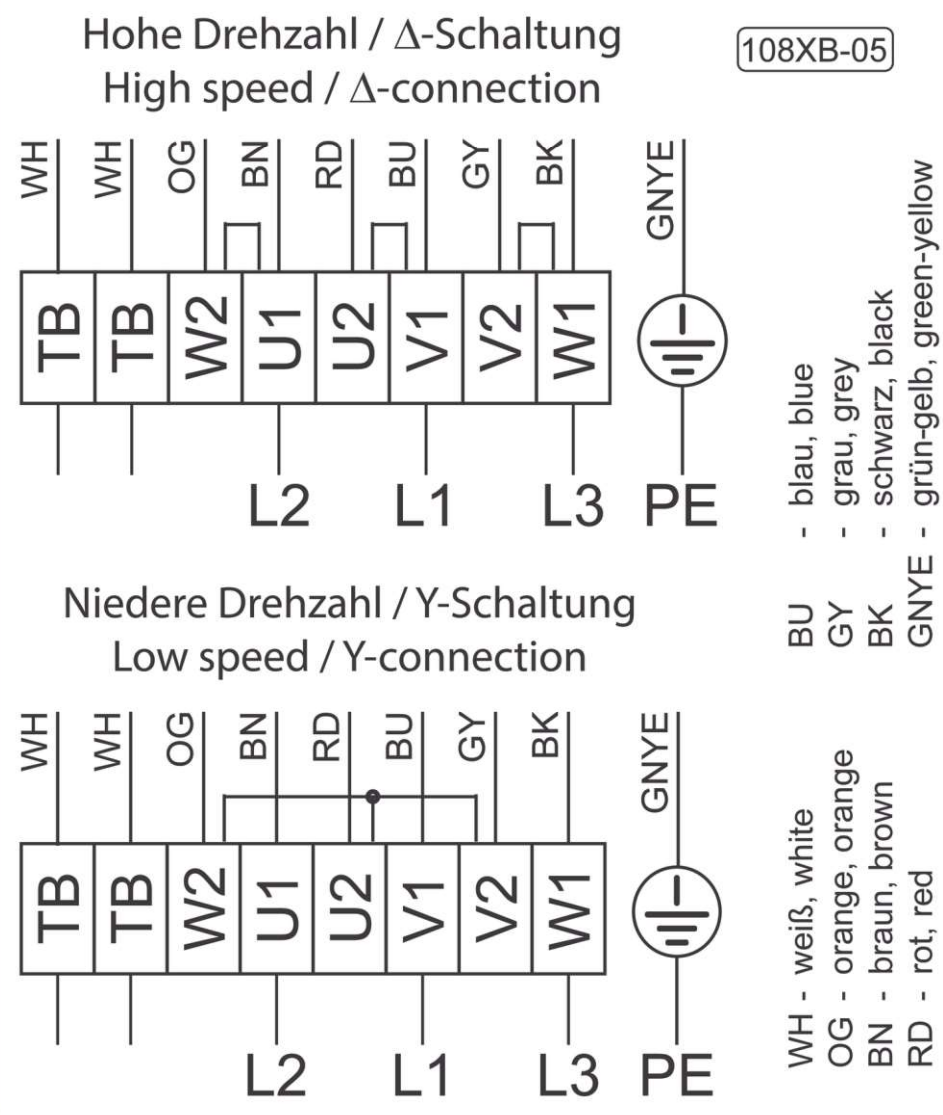 Hohe Drehzahl / Δ-Schaltung
High speed / Δ-connection
108XB-05
WH WH OG BN RD BU GY BK GNYE
TB TB W2 U1 U2 V1 V2 W1
L2 L1 L3 PE
BU - blau, blue
GY - grau, grey
BK - schwarz, black
GNYE - grün-gelb, green-yellow
Niedere Drehzahl / Y-Schaltung
Low speed / Y-connection
WH WH OG BN RD BU GY BK GNYE
TB TB W2 U1 U2 V1 V2 W1
L2 L1 L3 PE
WH - weiß, white
OG - orange, orange
BN - braun, brown
RD - rot, red